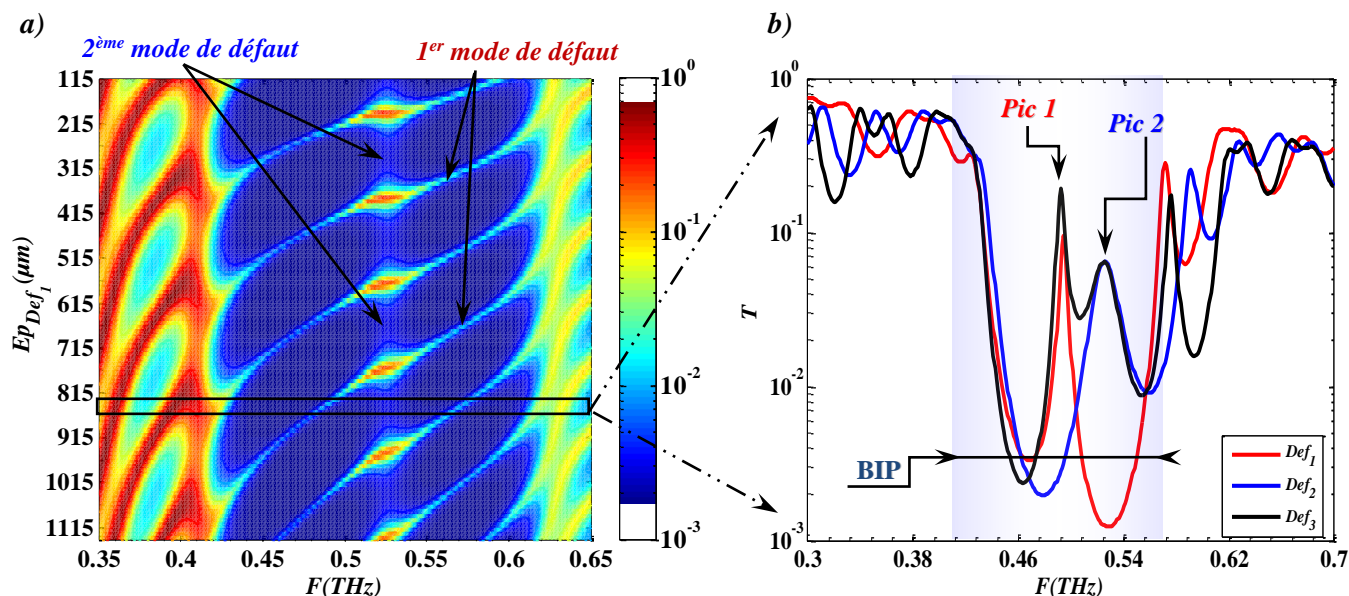 a)
2ème mode de défaut
1er mode de défaut
115
215
315
415
515
615
715
815
915
1015
1115
EpDef1(μm)
0.35
0.4
0.45
0.5
0.55
0.6
0.65
F(THz)
10^0
10^-1
10^-2
10^-3
b)
Pic 1
Pic 2
BIP
10^0
10^-1
10^-2
10^-3
T
0.3
0.38
0.46
0.54
0.62
0.7
F(THz)
Def1
Def2
Def3